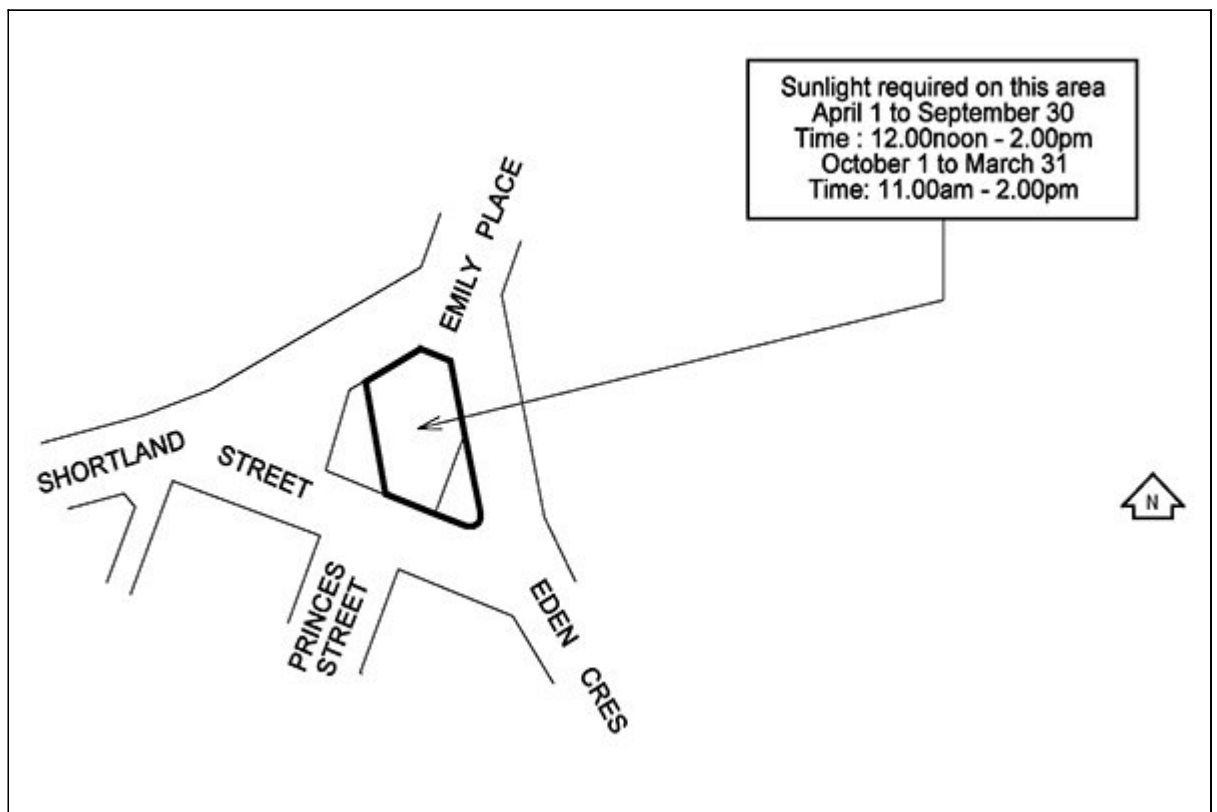 Sunlight required on this area
April 1 to September 30
Time : 12.00noon - 2.00pm
October 1 to March 31
Time: 11.00am - 2.00pm
EMILY PLACE
SHORTLAND STREET
PRINCES
STREET
EDEN CRES
N